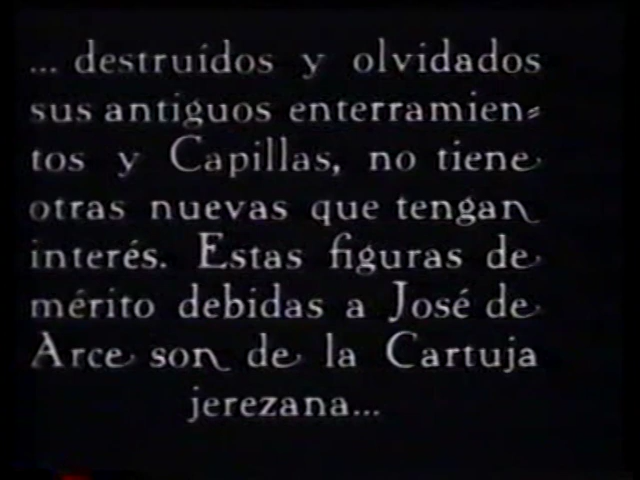 ... destruídos y olvidados
sus antiguos enterramien=
tos y Capillas, no tiene
otras nuevas que tengan
interés. Estas figuras de
mérito debidas a José de
Arce son de la Cartuja
jerezana...